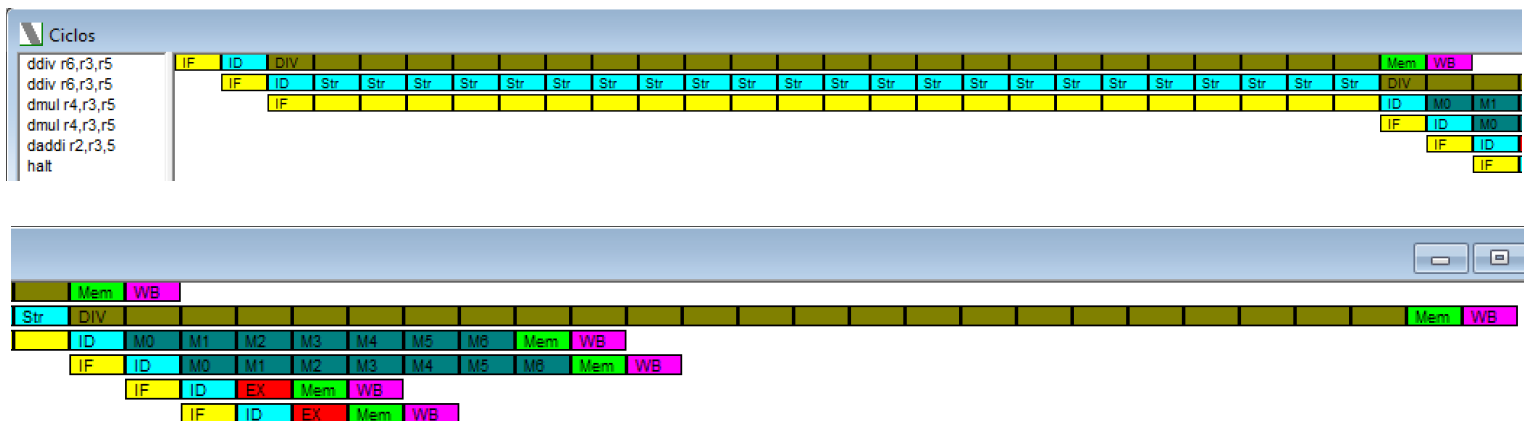 Ciclos
ddiv r6,r3,r5 IF ID DIV Mem WB
ddiv r6,r3,r5 IF ID Str Str Str Str Str Str Str Str Str Str Str Str Str Str Str Str Str Str Str Str Str Str Str DIV
dmul r4,r3,r5 IF ID M0 M1
dmul r4,r3,r5 IF ID M0
daddi r2,r3,5 IF ID
halt IF
Mem WB
Str DIV Mem WB
ID M0 M1 M2 M3 M4 M5 M6 Mem WB
IF ID M0 M1 M2 M3 M4 M5 M6 Mem WB
IF ID EX Mem WB
IF ID EX Mem WB